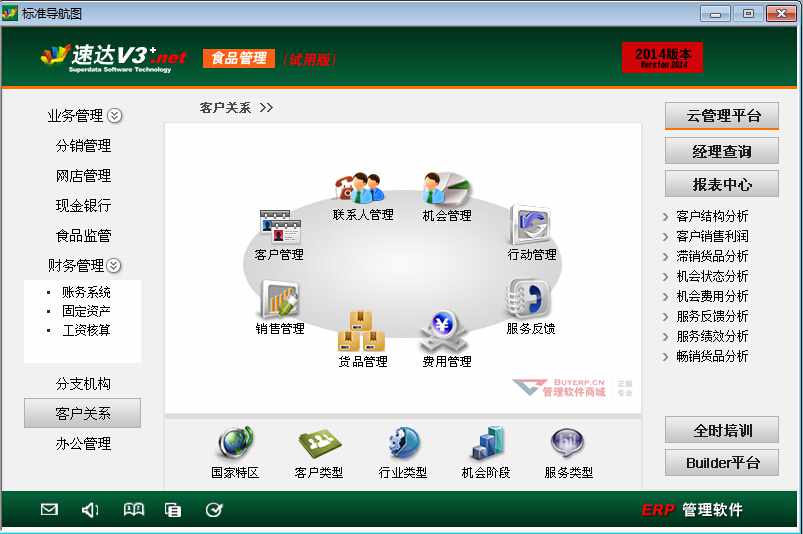 标准导航图
速达V3+.net
Superdata Software Technology
食品管理
(试用版)
2014版本
Version 2014
业务管理
分销管理
网店管理
现金银行
食品监管
财务管理
账务系统
固定资产
工资核算
分支机构
客户关系
办公管理
客户关系 >>
联系人管理
机会管理
客户管理
行动管理
销售管理
服务反馈
货品管理
费用管理
BUYERP.CN
管理软件商城
正版
专业
国家特区
客户类型
行业类型
机会阶段
服务类型
云管理平台
经理查询
报表中心
客户结构分析
客户销售利润
滞销货品分析
机会状态分析
机会费用分析
服务反馈分析
服务绩效分析
畅销货品分析
全时培训
Builder平台
ERP 管理软件